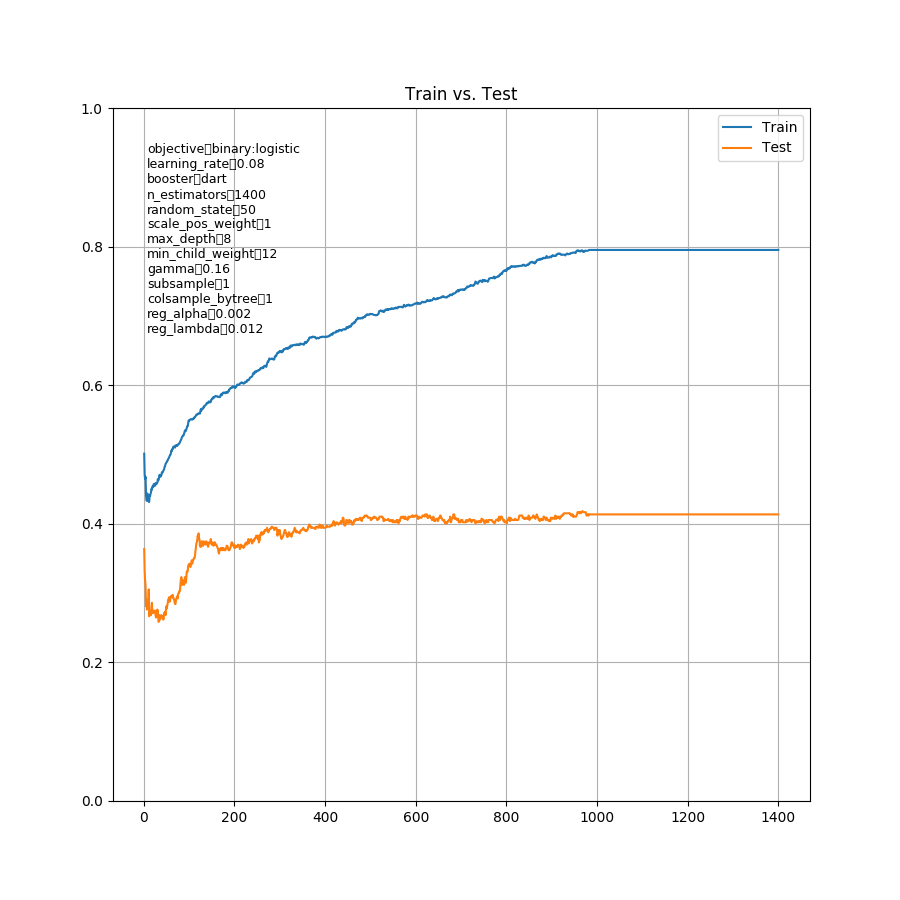 Train vs. Test
1.0
0.8
0.6
0.4
0.2
0.0
objective▯binary:logistic
learning_rate▯0.08
booster▯dart
n_estimators▯1400
random_state▯50
scale_pos_weight▯1
max_depth▯8
min_child_weight▯12
gamma▯0.16
subsample▯1
colsample_bytree▯1
reg_alpha▯0.002
reg_lambda▯0.012
Train
Test
0 200 400 600 800 1000 1200 1400